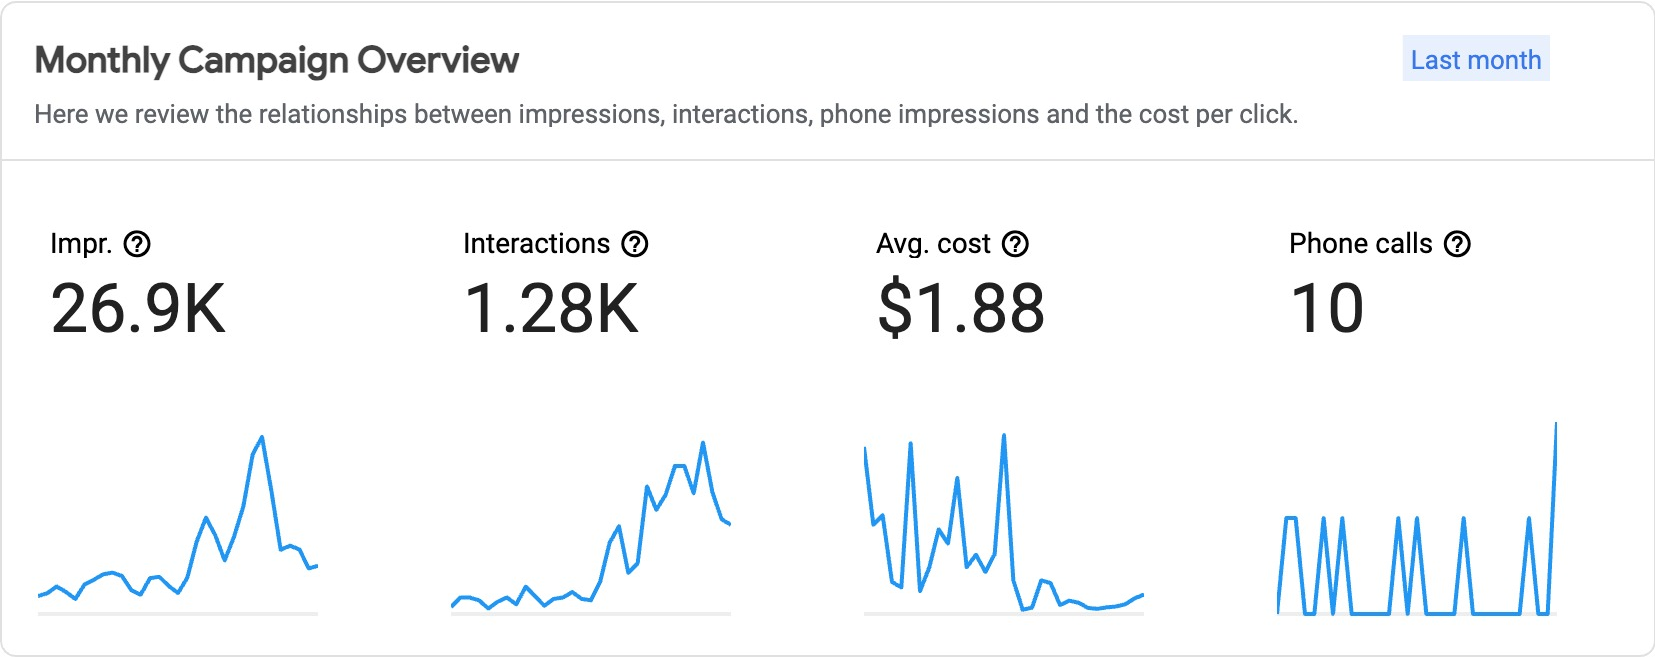 Monthly Campaign Overview
Last month
Here we review the relationships between impressions, interactions, phone impressions and the cost per click.
Impr. ?
26.9K
Interactions ?
1.28K
Avg. cost ?
$1.88
Phone calls ?
10